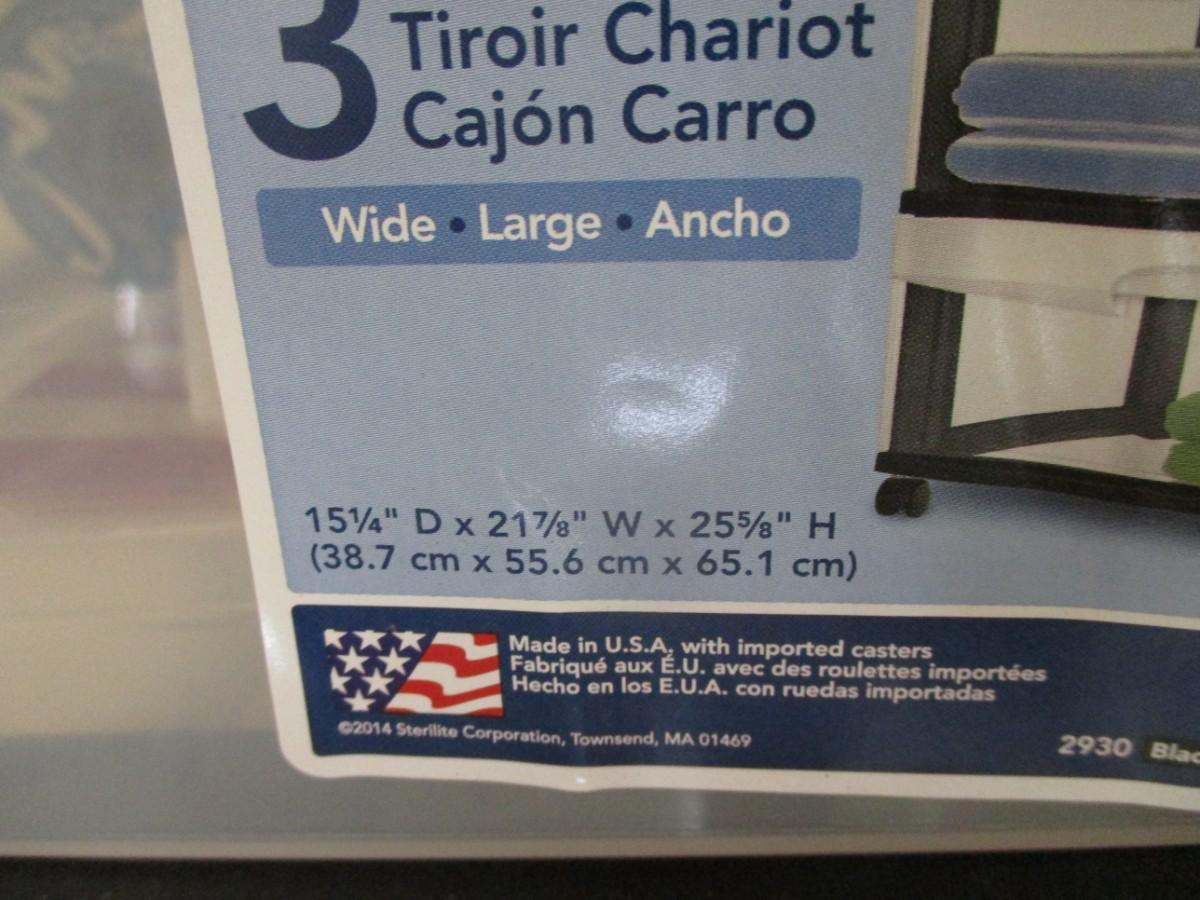 3
Tiroir Chariot
Cajón Carro
Wide • Large • Ancho
15¼" D x 21⅞" W x 25⅝" H
(38.7 cm x 55.6 cm x 65.1 cm)
Made in U.S.A. with imported casters
Fabriqué aux É.U. avec des roulettes importées
Hecho en los E.U.A. con ruedas importadas
©2014 Sterilite Corporation, Townsend, MA 01469
2930